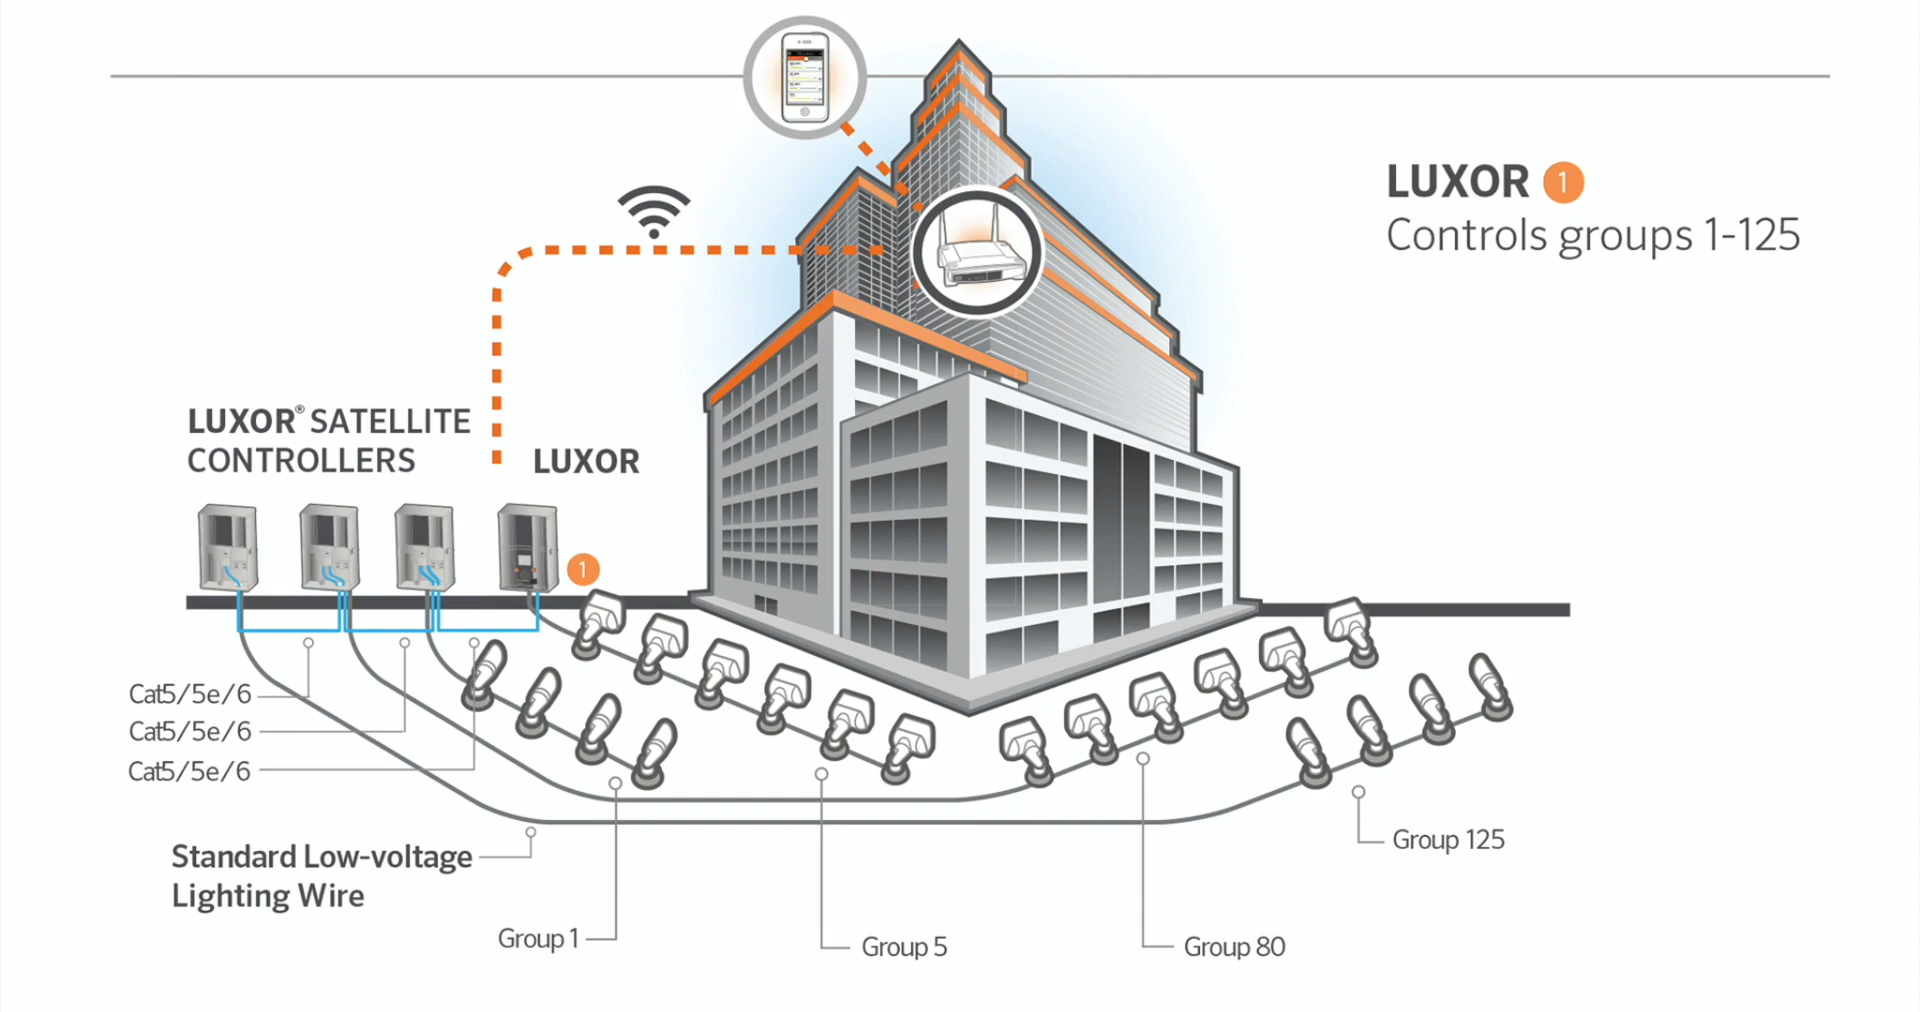 LUXOR 1
Controls groups 1-125
LUXOR® SATELLITE
CONTROLLERS
LUXOR
1
Cat5/5e/6
Cat5/5e/6
Cat5/5e/6
Standard Low-voltage
Lighting Wire
Group 1
Group 5
Group 80
Group 125